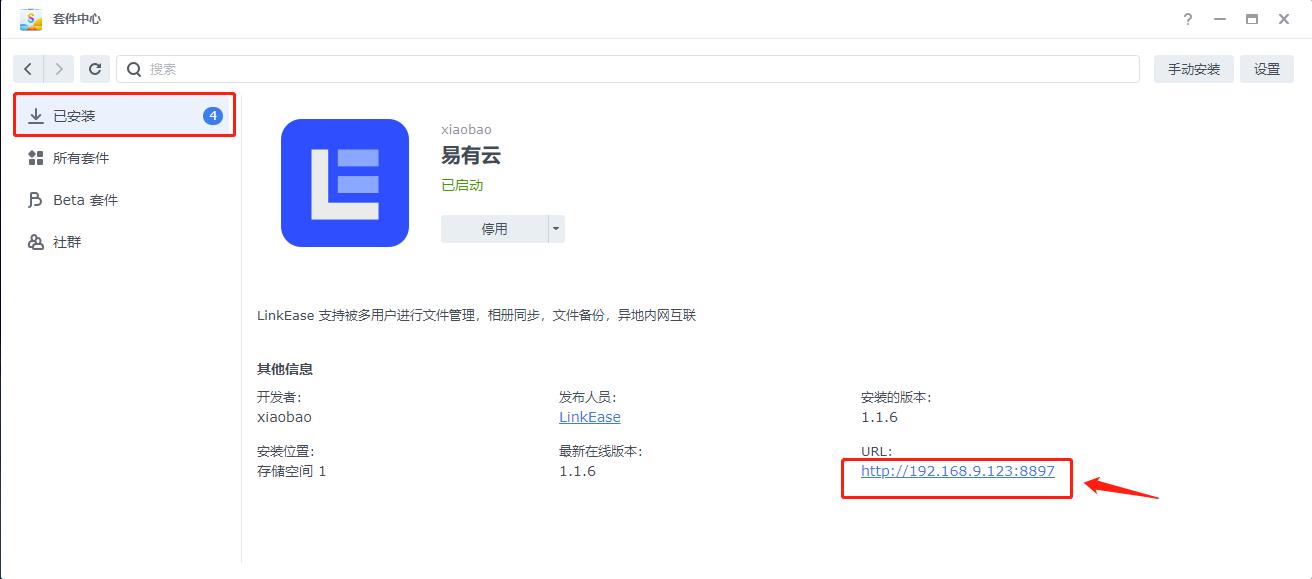 套件中心
?
搜索
手动安装
设置
已安装
4
所有套件
Beta 套件
社群
xiaobao
易有云
已启动
停用
LinkEase 支持被多用户进行文件管理，相册同步，文件备份，异地内网互联
其他信息
开发者:
xiaobao
发布人员:
LinkEase
安装的版本:
1.1.6
安装位置:
存储空间 1
最新在线版本:
1.1.6
URL:
http://192.168.9.123:8897